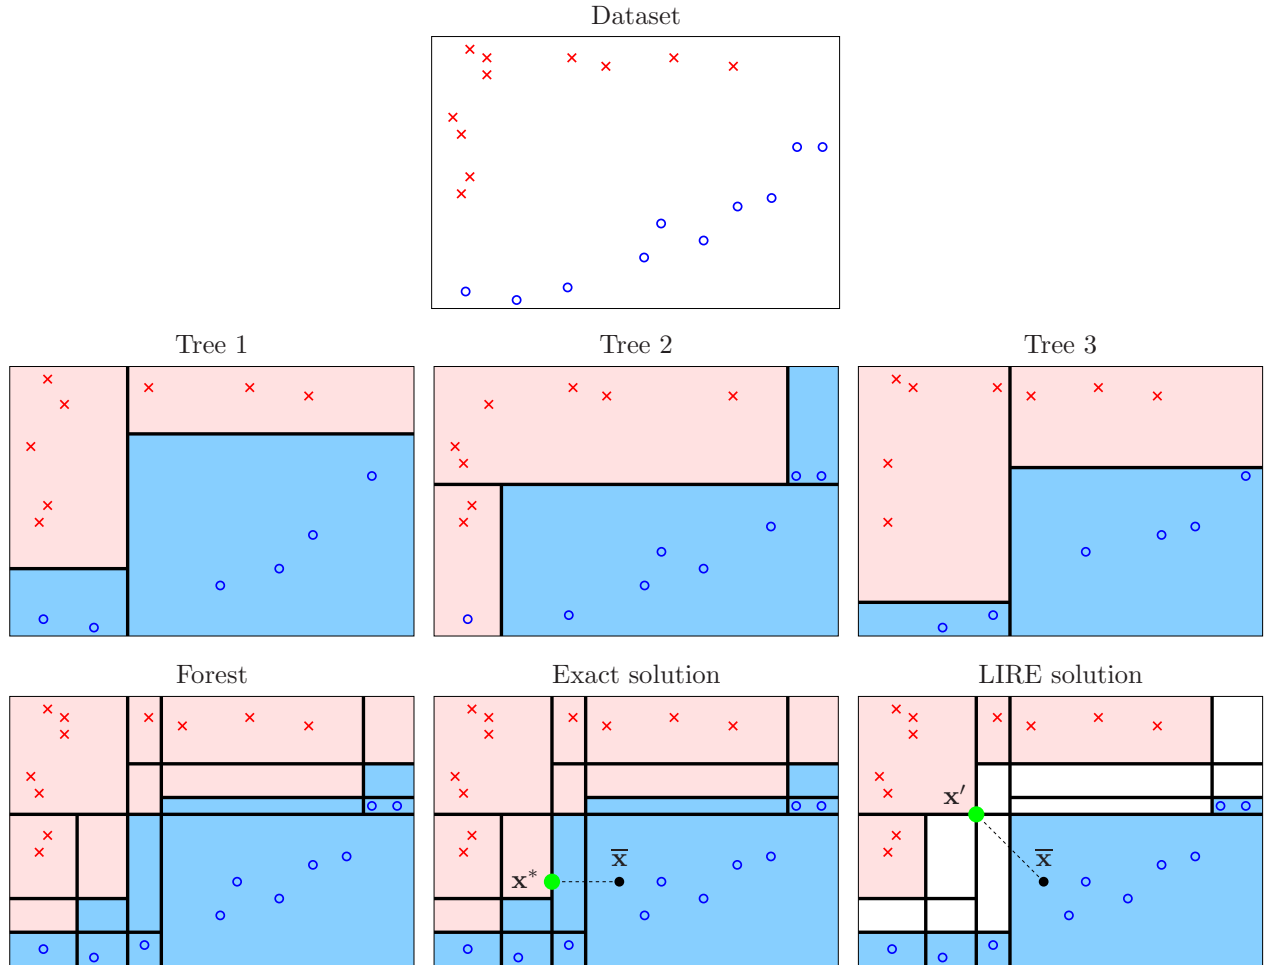 Dataset
Tree 1
Tree 2
Tree 3
Forest
Exact solution
LIRE solution
x*
x̅
x′
x̅